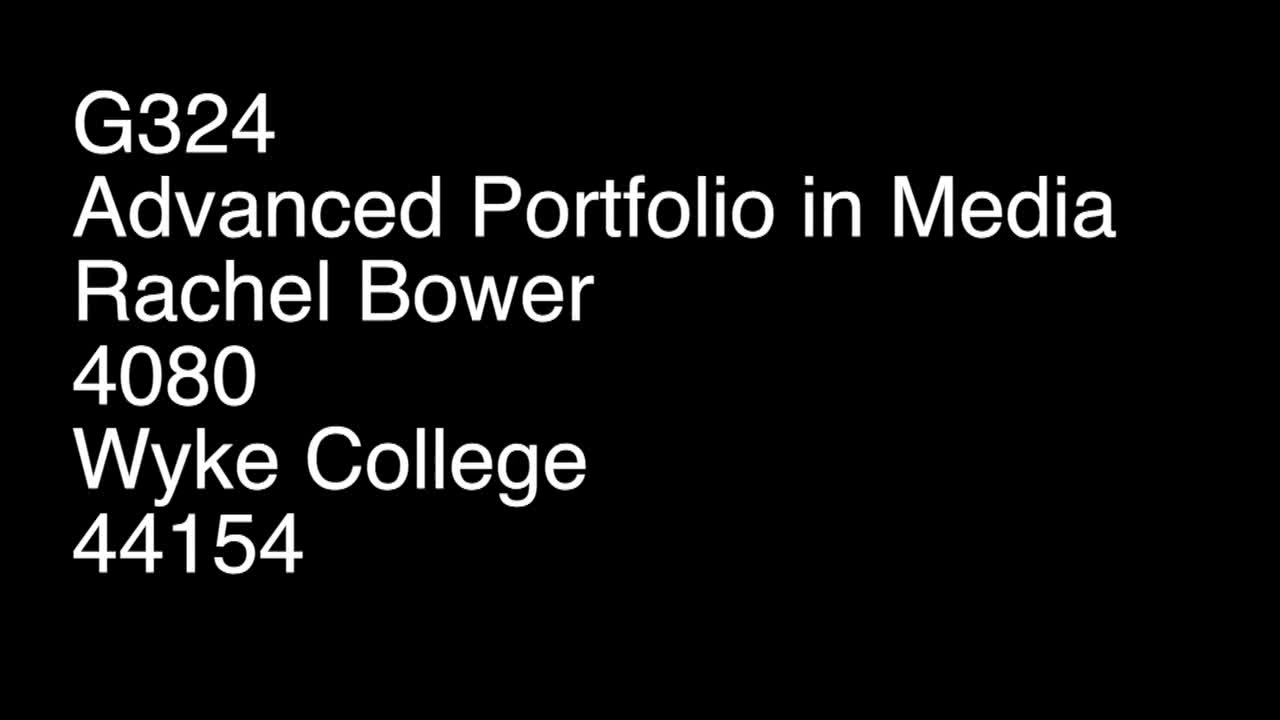 G324
Advanced Portfolio in Media
Rachel Bower
4080
Wyke College
44154